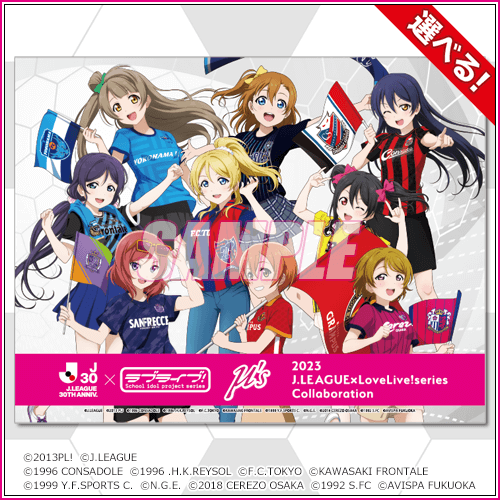 選べる!
YOKOHAMA
SANFRECCE
SAMPLE
J 30
J.LEAGUE
30TH ANNIV.
×
ラブライブ!
School idol project series
μ's
2023
J.LEAGUE×LoveLive!series
Collaboration
©2013PL! ©J.LEAGUE
©1996 CONSADOLE ©1996 .H.K.REYSOL ©F.C.TOKYO ©KAWASAKI FRONTALE
©1999 Y.F.SPORTS C. ©N.G.E. ©2018 CEREZO OSAKA ©1992 S.FC ©AVISPA FUKUOKA